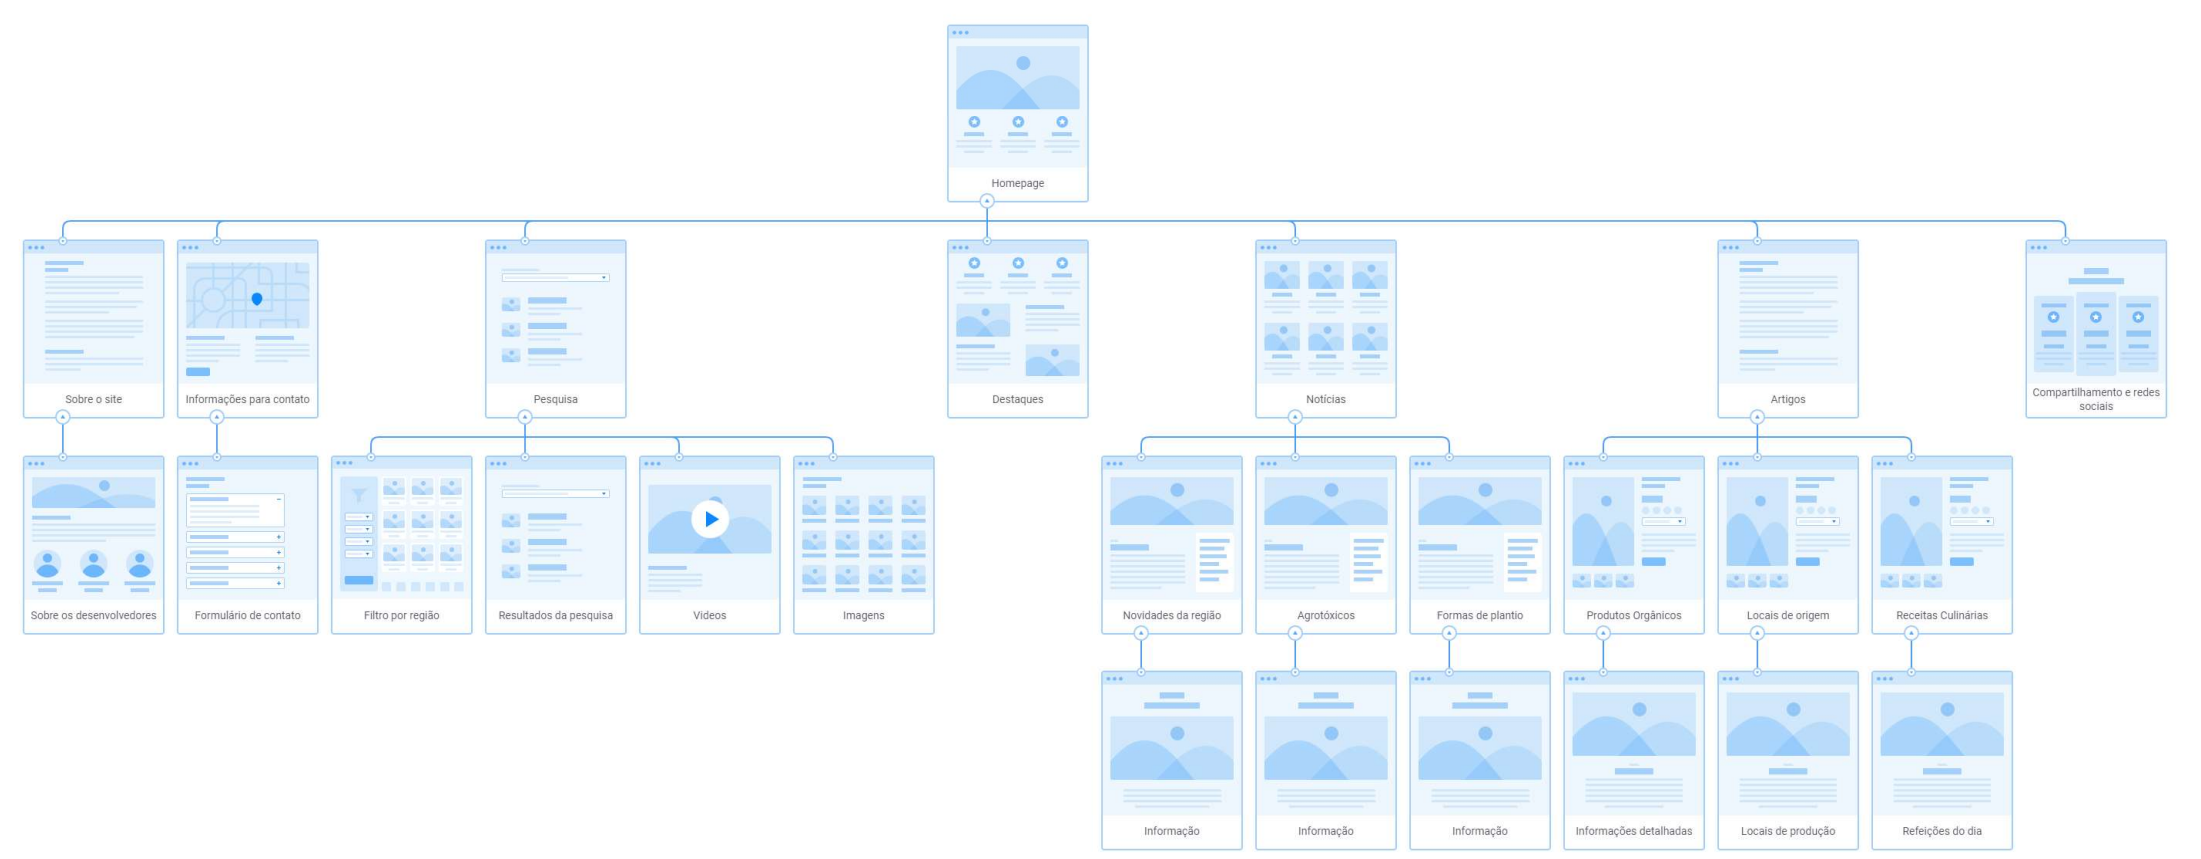 Homepage
Sobre o site
Informações para contato
Pesquisa
Destaques
Notícias
Artigos
Compartilhamento e redes
sociais
Sobre os desenvolvedores
Formulário de contato
Filtro por região
Resultados da pesquisa
Videos
Imagens
Novidades da região
Agrotóxicos
Formas de plantio
Produtos Orgânicos
Locais de origem
Receitas Culinárias
Informação
Informação
Informação
Informações detalhadas
Locais de produção
Refeições do dia